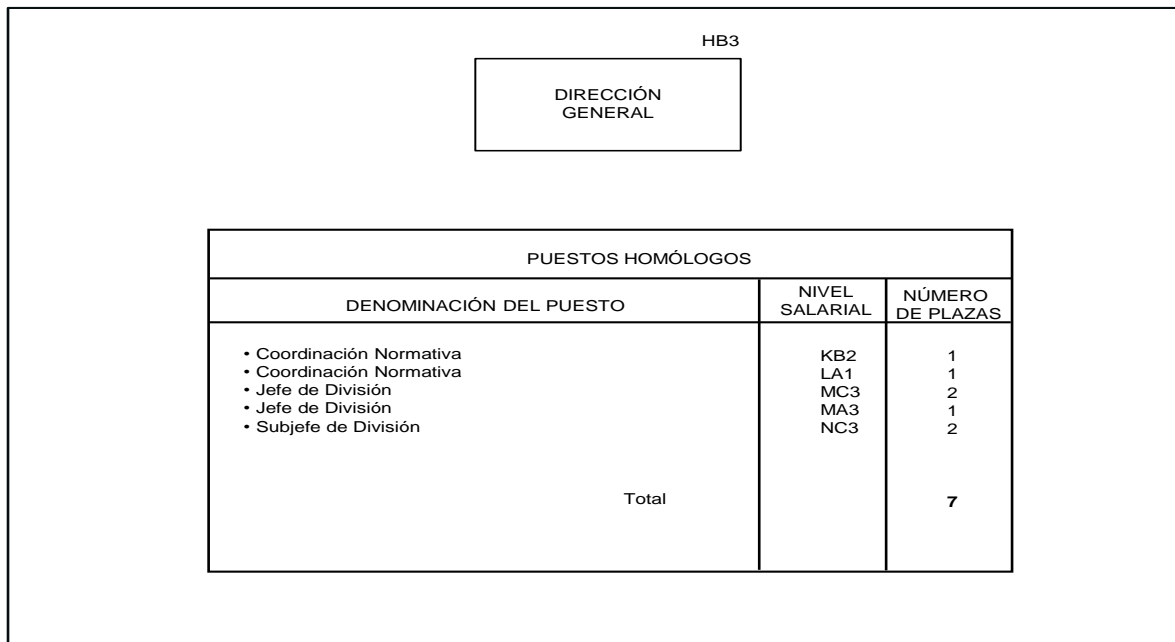 HB3
DIRECCIÓN
GENERAL
PUESTOS HOMÓLOGOS
DENOMINACIÓN DEL PUESTO
NIVEL
SALARIAL
NÚMERO
DE PLAZAS
• Coordinación Normativa KB2 1
• Coordinación Normativa LA1 1
• Jefe de División MC3 2
• Jefe de División MA3 1
• Subjefe de División NC3 2
Total 7